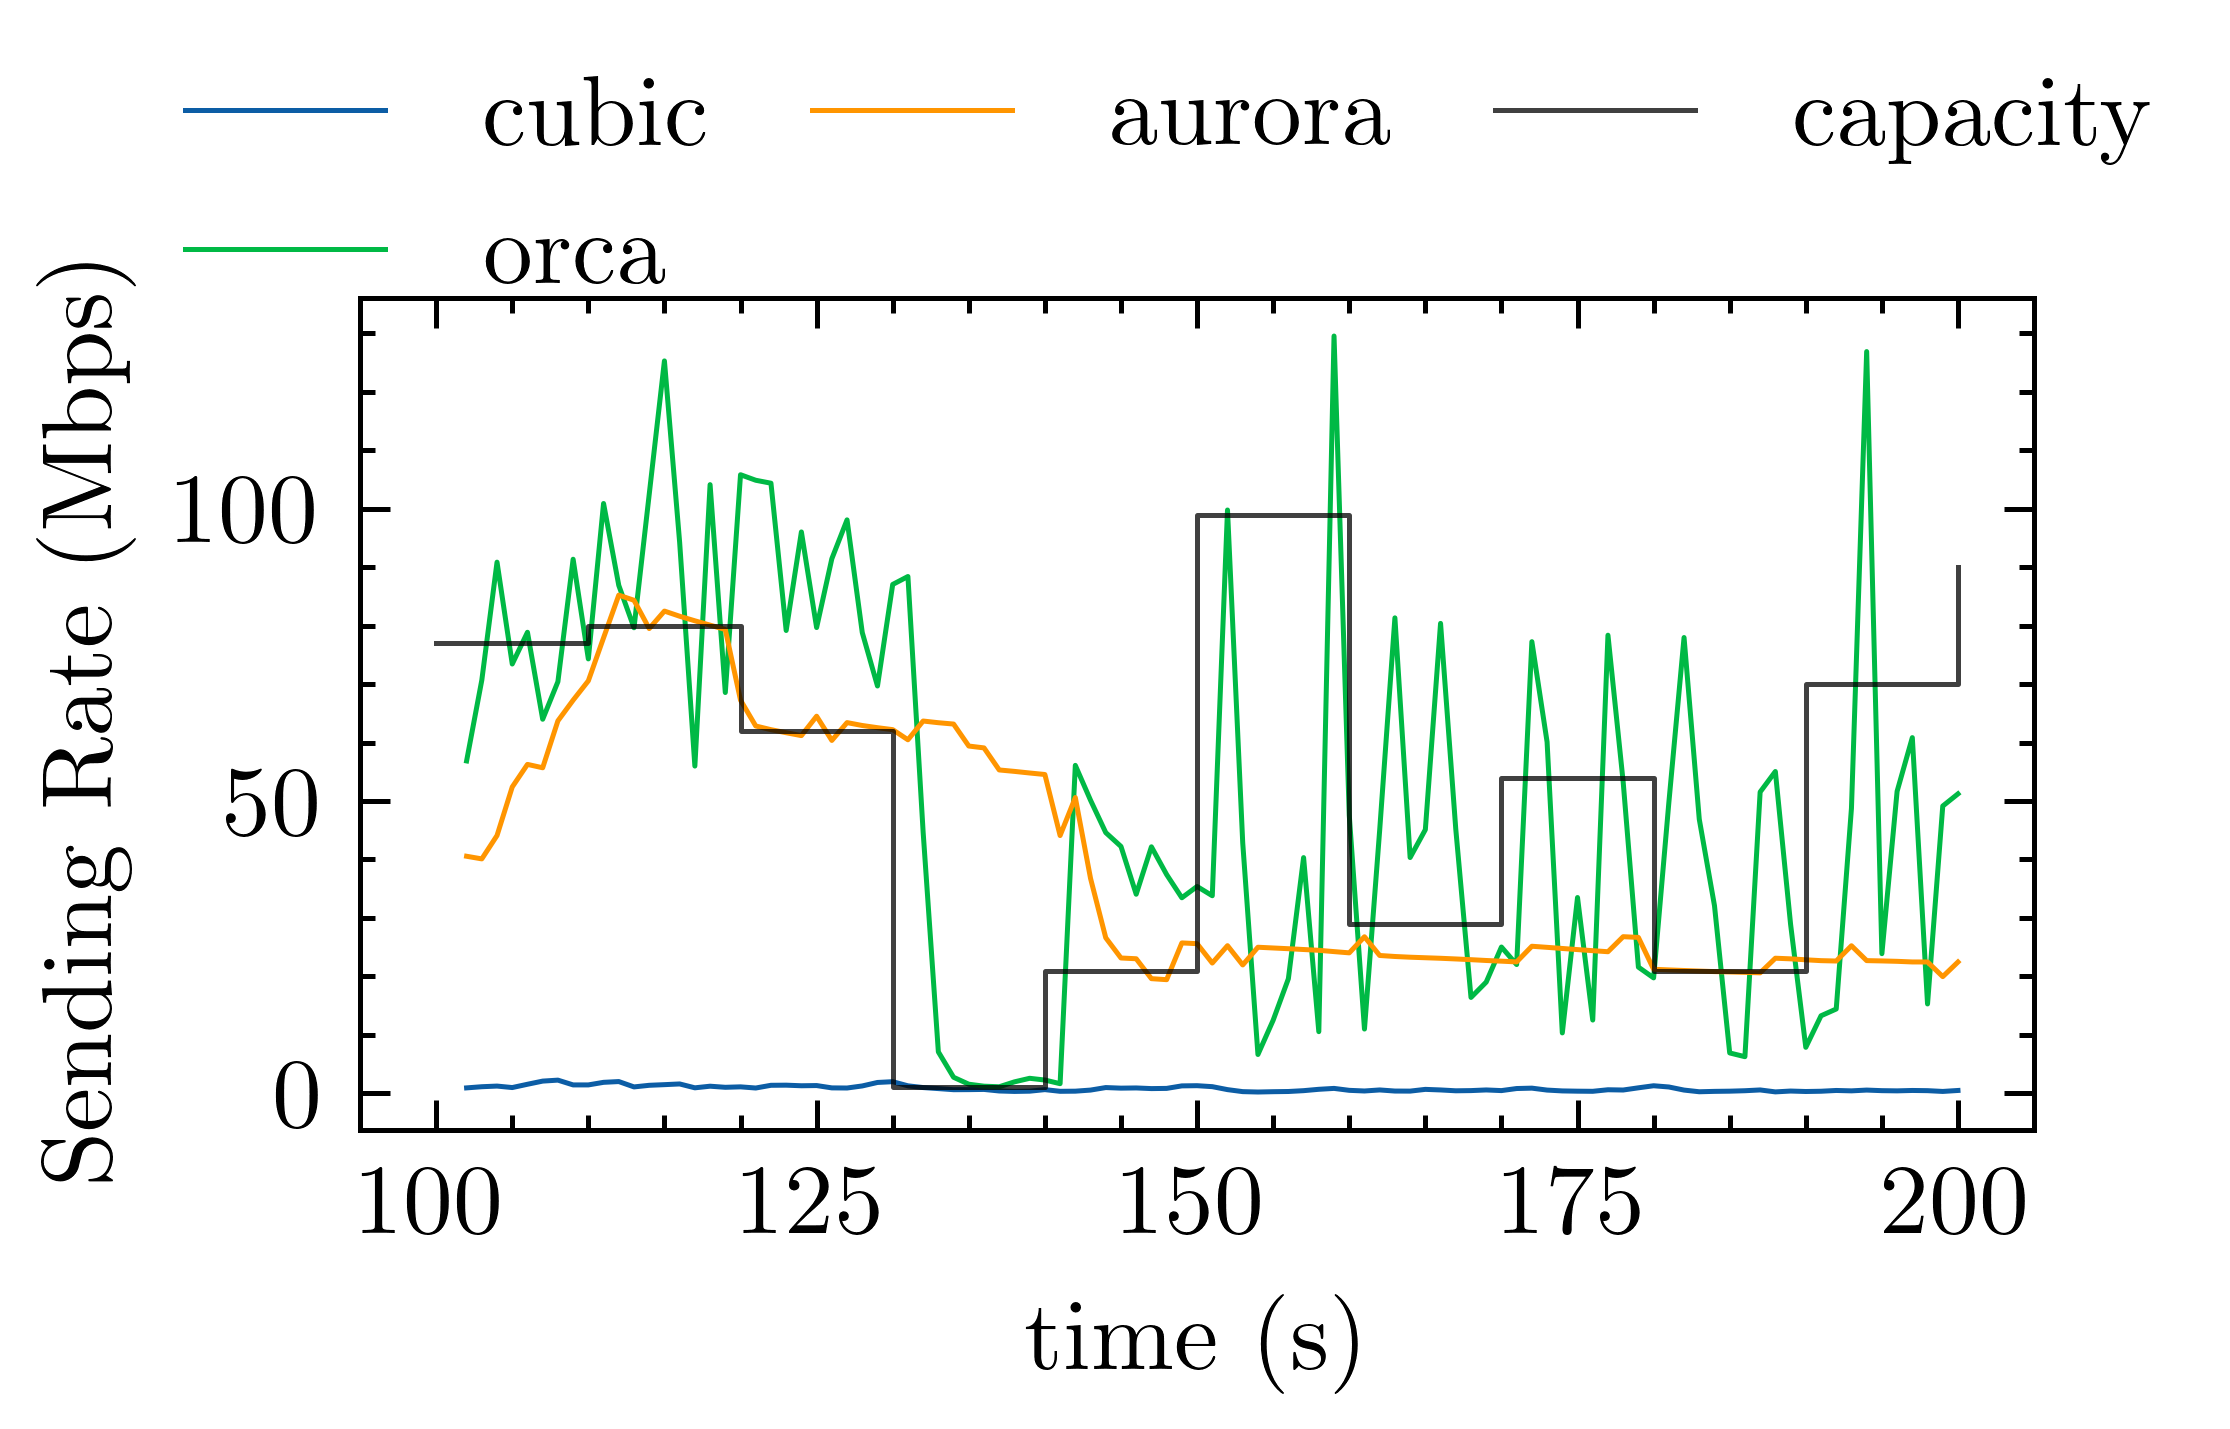 cubic aurora capacity
orca
Sending Rate (Mbps)
100
50
0
100 125 150 175 200
time (s)